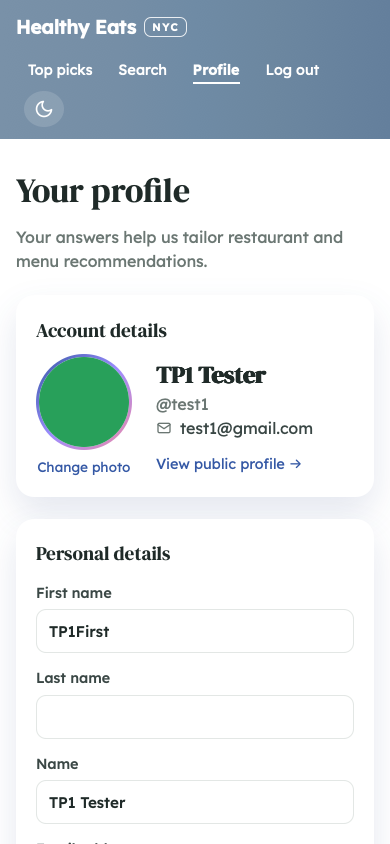 Healthy Eats NYC
Top picks Search Profile Log out
Your profile
Your answers help us tailor restaurant and
menu recommendations.
Account details
TP1 Tester
@test1
test1@gmail.com
Change photo
View public profile →
Personal details
First name
TP1First
Last name
Name
TP1 Tester